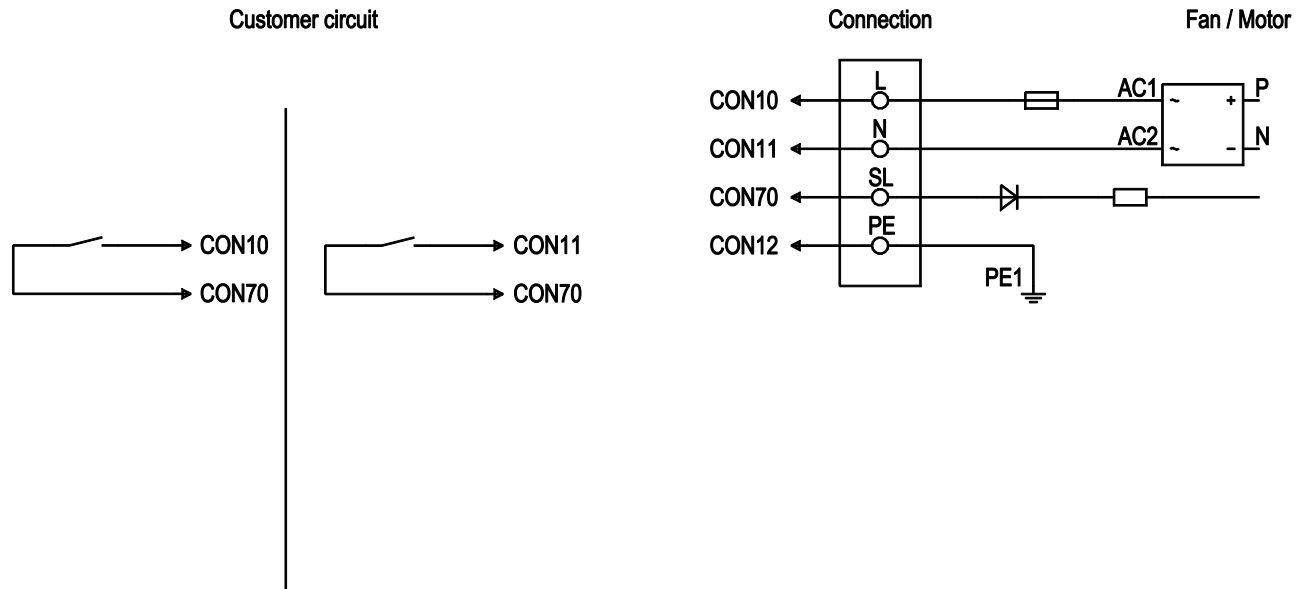 Customer circuit
Connection
Fan / Motor
CON10
CON70
CON11
CON70
CON10
L
AC1
~
+
P
CON11
N
AC2
~
−
N
CON70
SL
CON12
PE
PE1